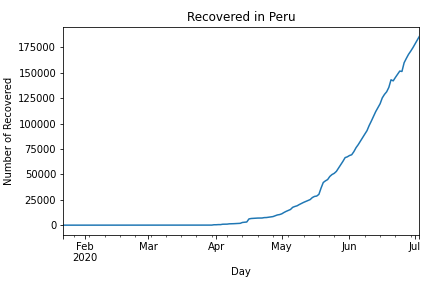 Recovered in Peru
Number of Recovered
175000
150000
125000
100000
75000
50000
25000
0
Feb
2020
Mar
Apr
May
Jun
Jul
Day